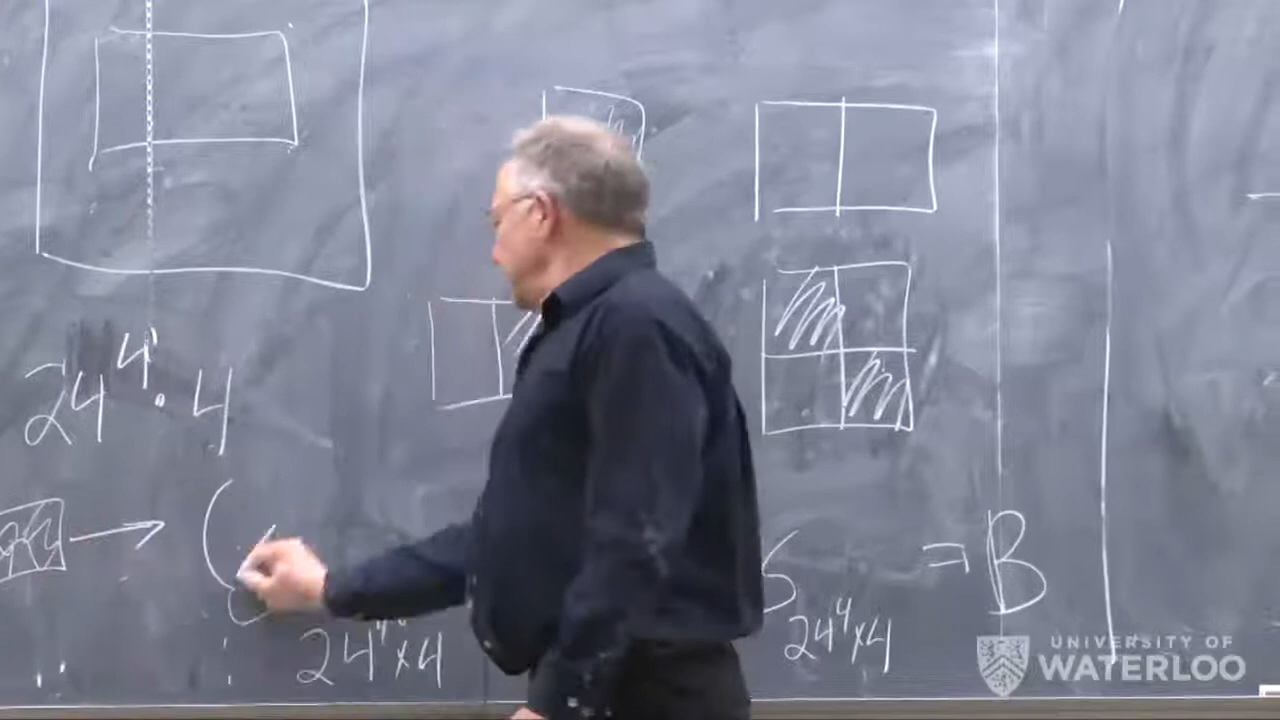 24⁴ · 4
→ (
24⁴ x 4
S
24⁴ x 4
= B
UNIVERSITY OF
WATERLOO